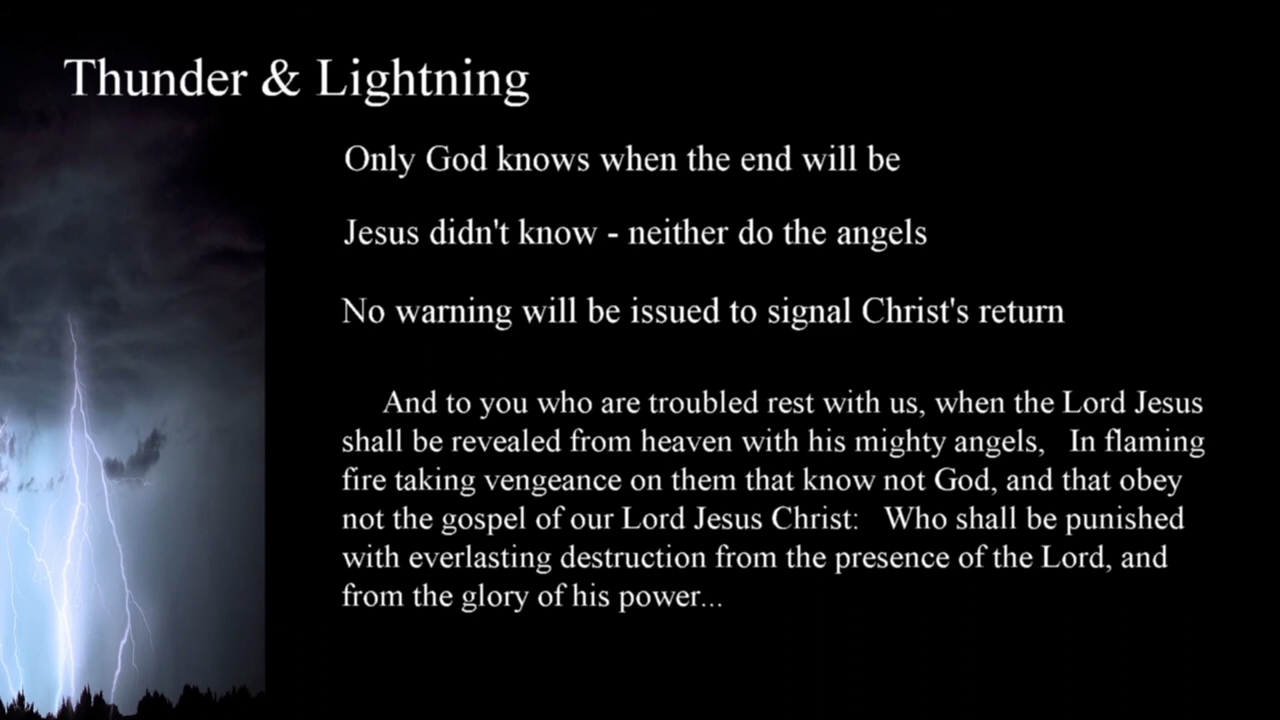 Thunder & Lightning
Only God knows when the end will be
Jesus didn't know - neither do the angels
No warning will be issued to signal Christ's return
And to you who are troubled rest with us, when the Lord Jesus
shall be revealed from heaven with his mighty angels,   In flaming
fire taking vengeance on them that know not God, and that obey
not the gospel of our Lord Jesus Christ:   Who shall be punished
with everlasting destruction from the presence of the Lord, and
from the glory of his power...